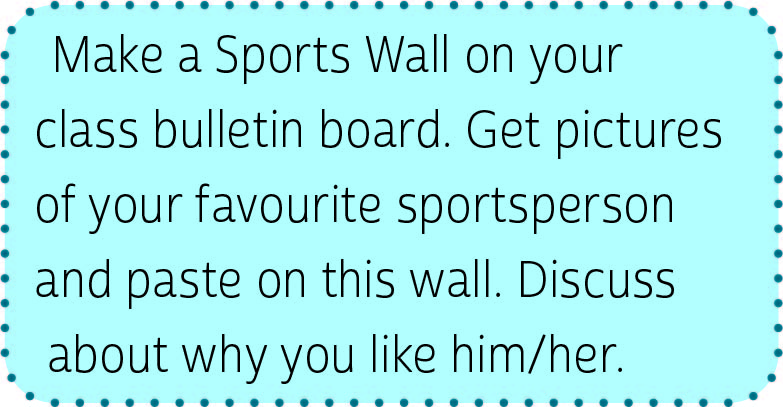 Make a Sports Wall on your
class bulletin board. Get pictures
of your favourite sportsperson
and paste on this wall. Discuss
about why you like him/her.